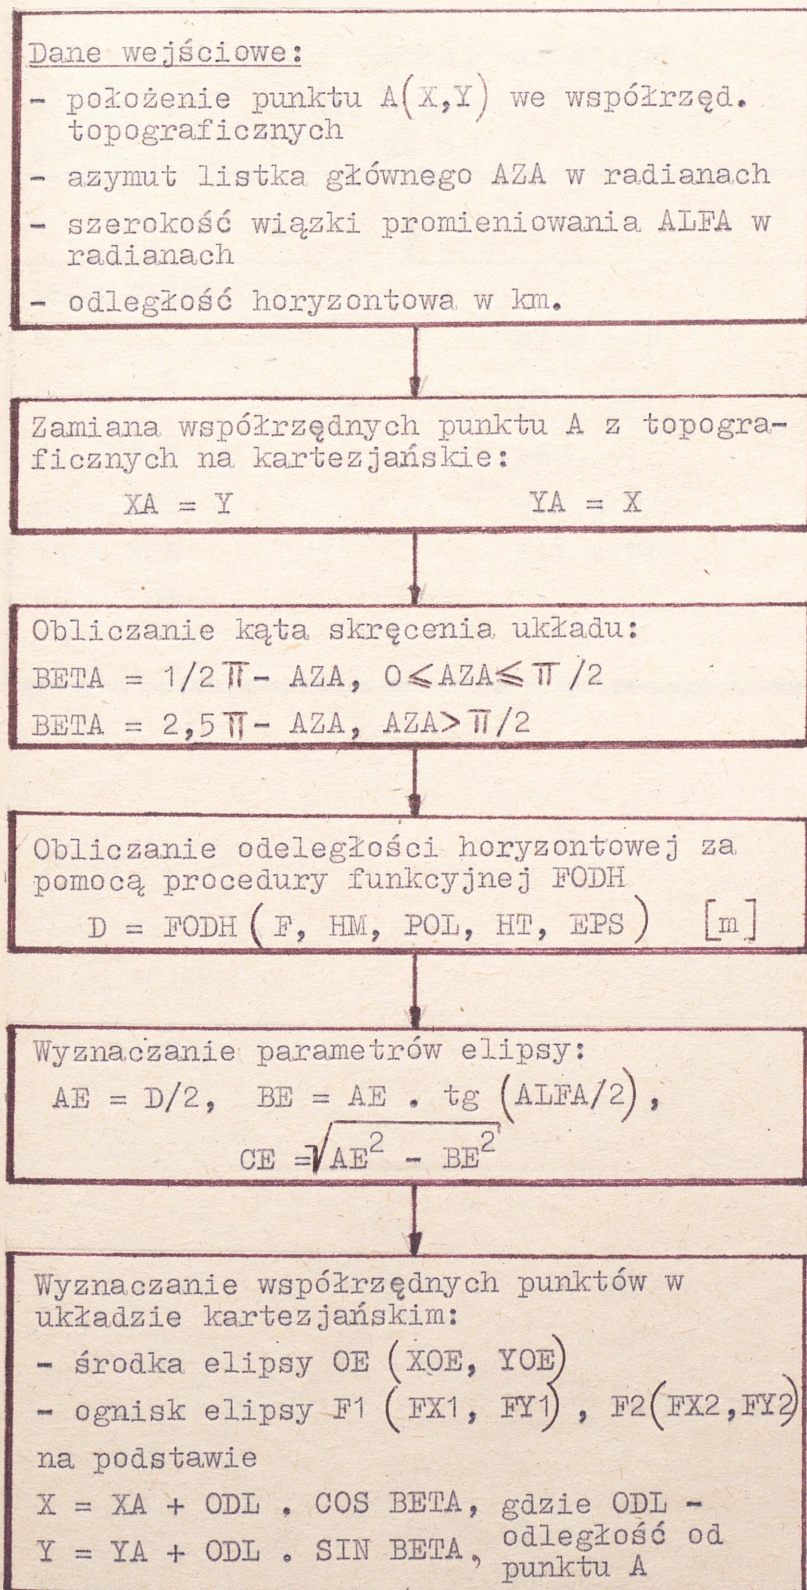 Dane wejściowe:
- położenie punktu A(X,Y) we współrzęd.
topograficznych
- azymut listka głównego AZA w radianach
- szerokość wiązki promieniowania ALFA w
radianach
- odległość horyzontowa w km.
Zamiana współrzędnych punktu A z topogra-
ficznych na kartezjańskie:
XA = Y YA = X
Obliczanie kąta skręcenia układu:
BETA = 1/2π- AZA, 0⩽AZA⩽π/2
BETA = 2,5π- AZA, AZA>π/2
Obliczanie odeległości horyzontowej za
pomocą procedury funkcyjnej FODH
D = FODH(F, HM, POL, HT, EPS) [m]
Wyznaczanie parametrów elipsy:
AE = D/2, BE = AE . tg (ALFA/2),
CE =√AE² - BE²
Wyznaczanie współrzędnych punktów w
układzie kartezjańskim:
- środka elipsy OE (XOE, YOE)
- ognisk elipsy F1 (FX1, FY1), F2(FX2,FY2)
na podstawie
X = XA + ODL . COS BETA, gdzie ODL -
Y = YA + ODL . SIN BETA, odległość od
punktu A